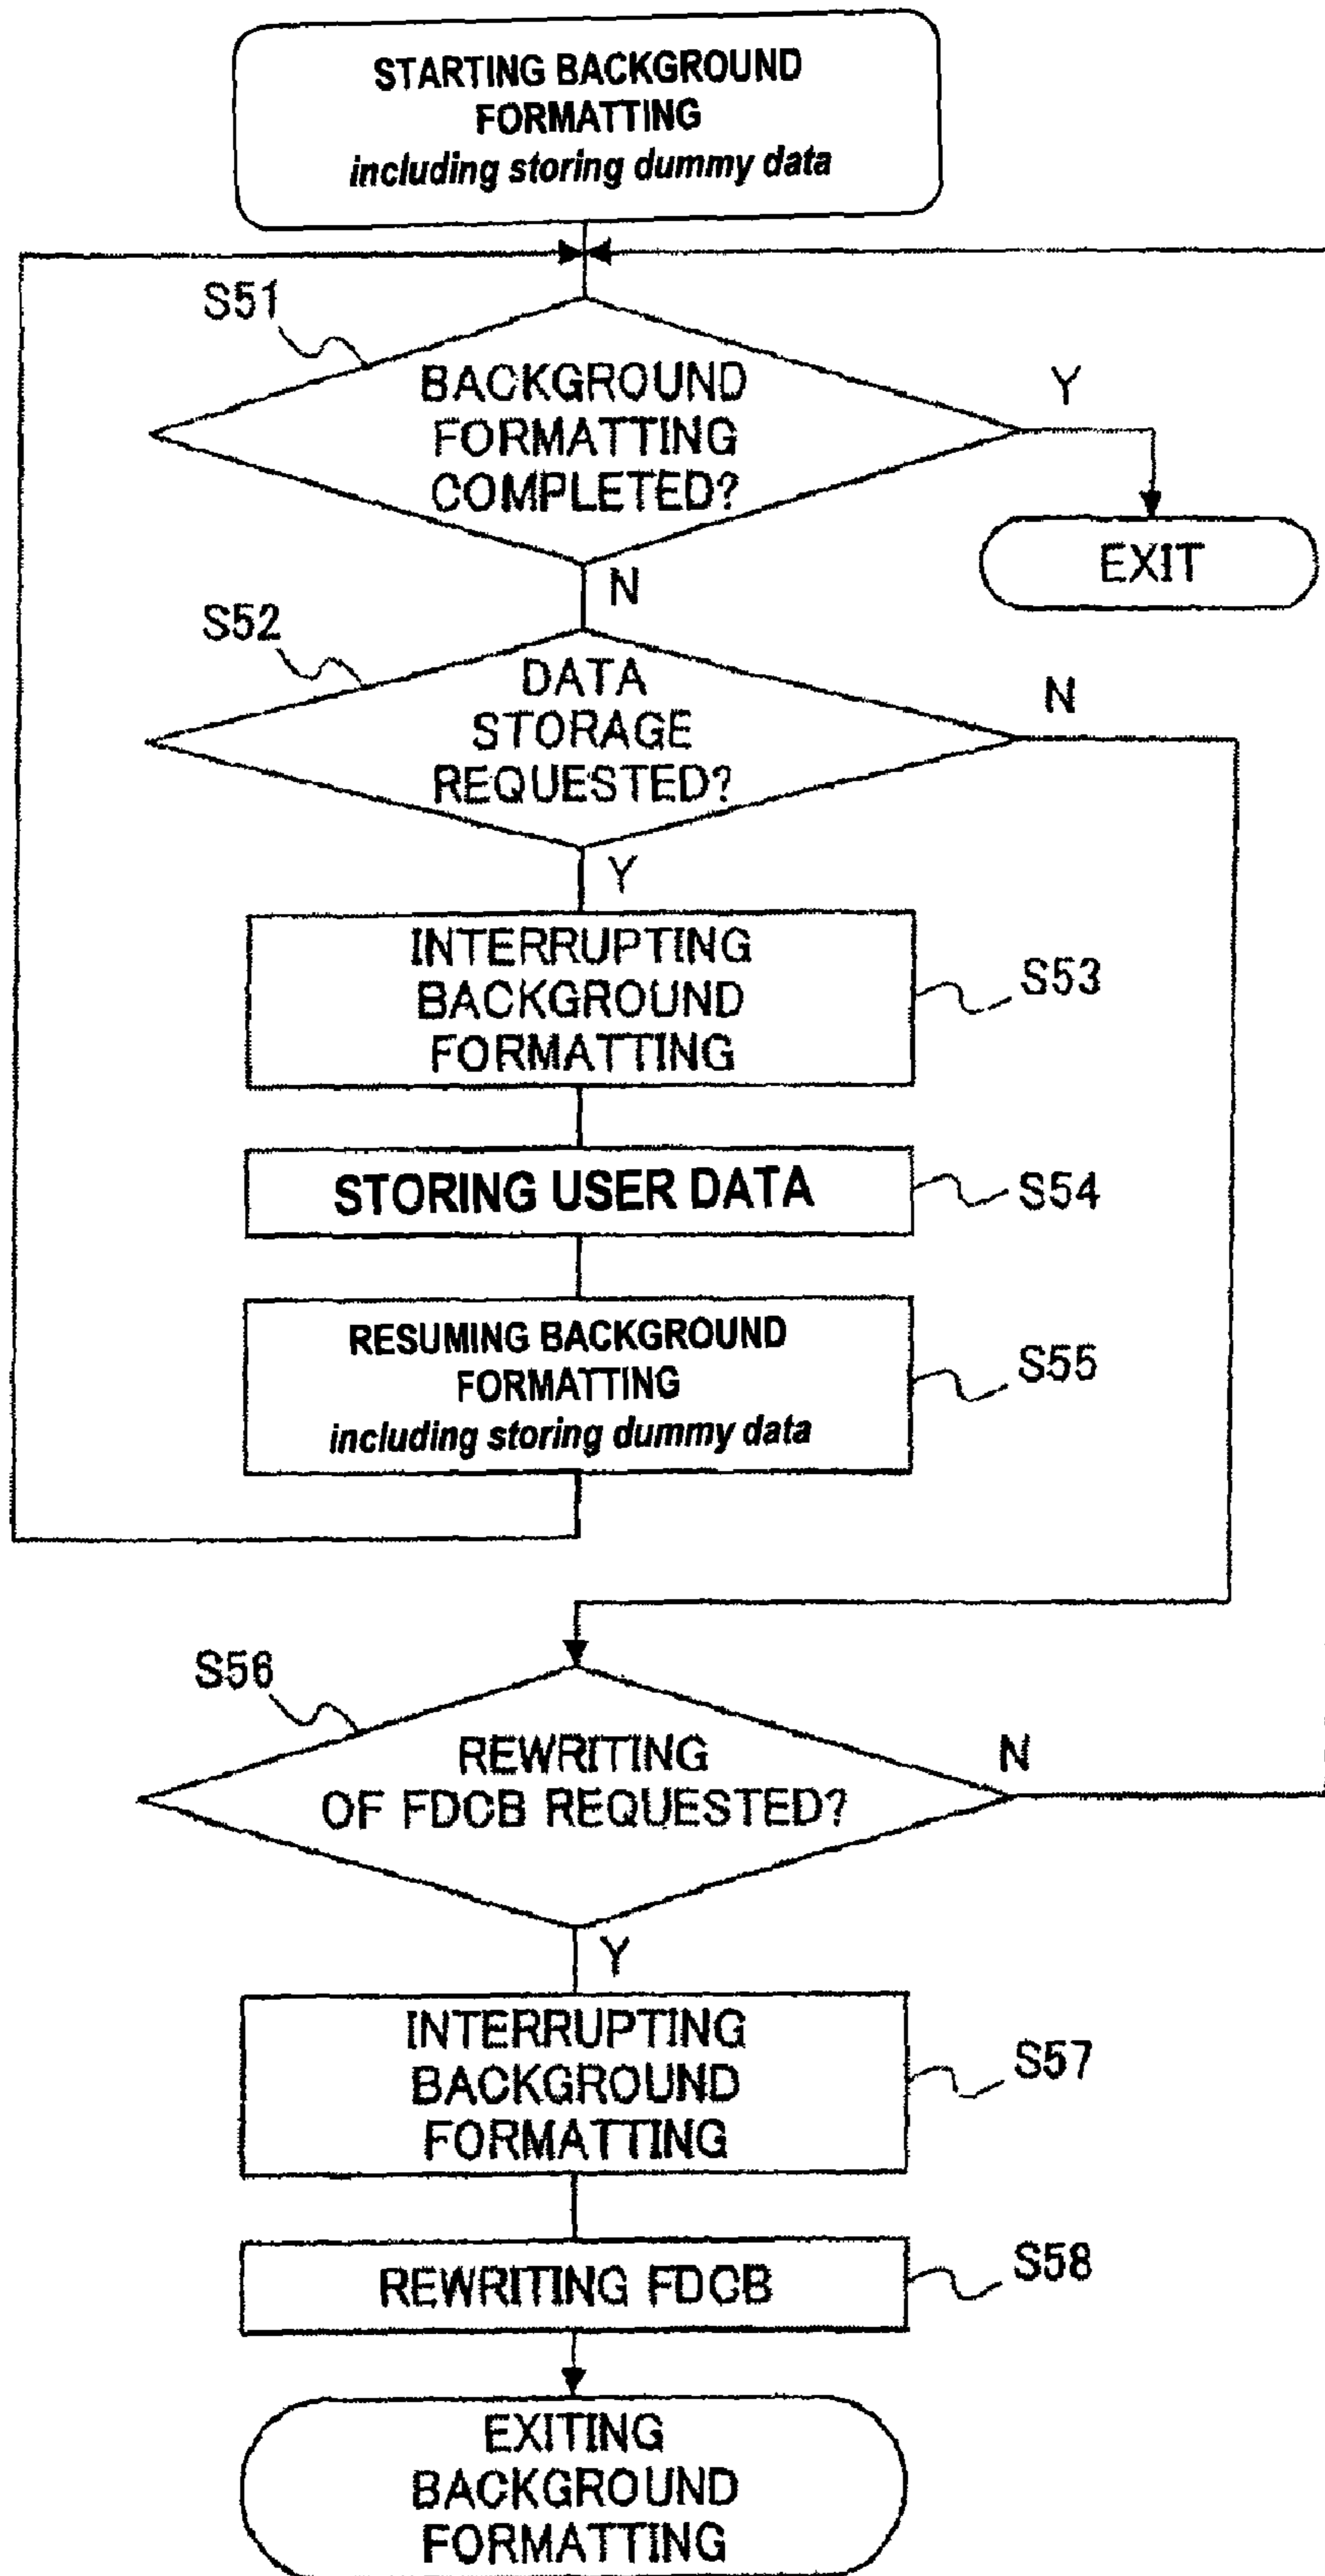 STARTING BACKGROUND
FORMATTING
including storing dummy data
S51
BACKGROUND
FORMATTING
COMPLETED?
Y
EXIT
N
S52
DATA
STORAGE
REQUESTED?
N
Y
INTERRUPTING
BACKGROUND
FORMATTING
S53
STORING USER DATA
S54
RESUMING BACKGROUND
FORMATTING
including storing dummy data
S55
S56
REWRITING
OF FDCB REQUESTED?
N
Y
INTERRUPTING
BACKGROUND
FORMATTING
S57
REWRITING FDCB
S58
EXITING
BACKGROUND
FORMATTING